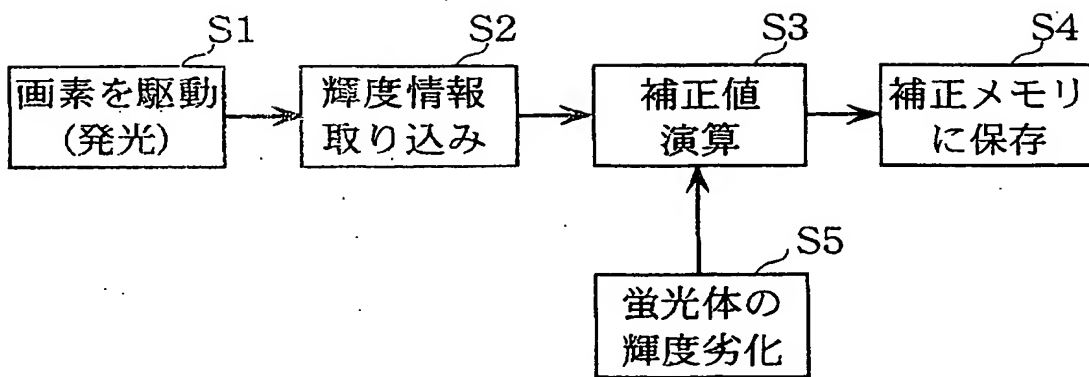 S1
画素を駆動
(発光)
S2
輝度情報
取り込み
S3
補正値
演算
S4
補正メモリ
に保存
S5
蛍光体の
輝度劣化